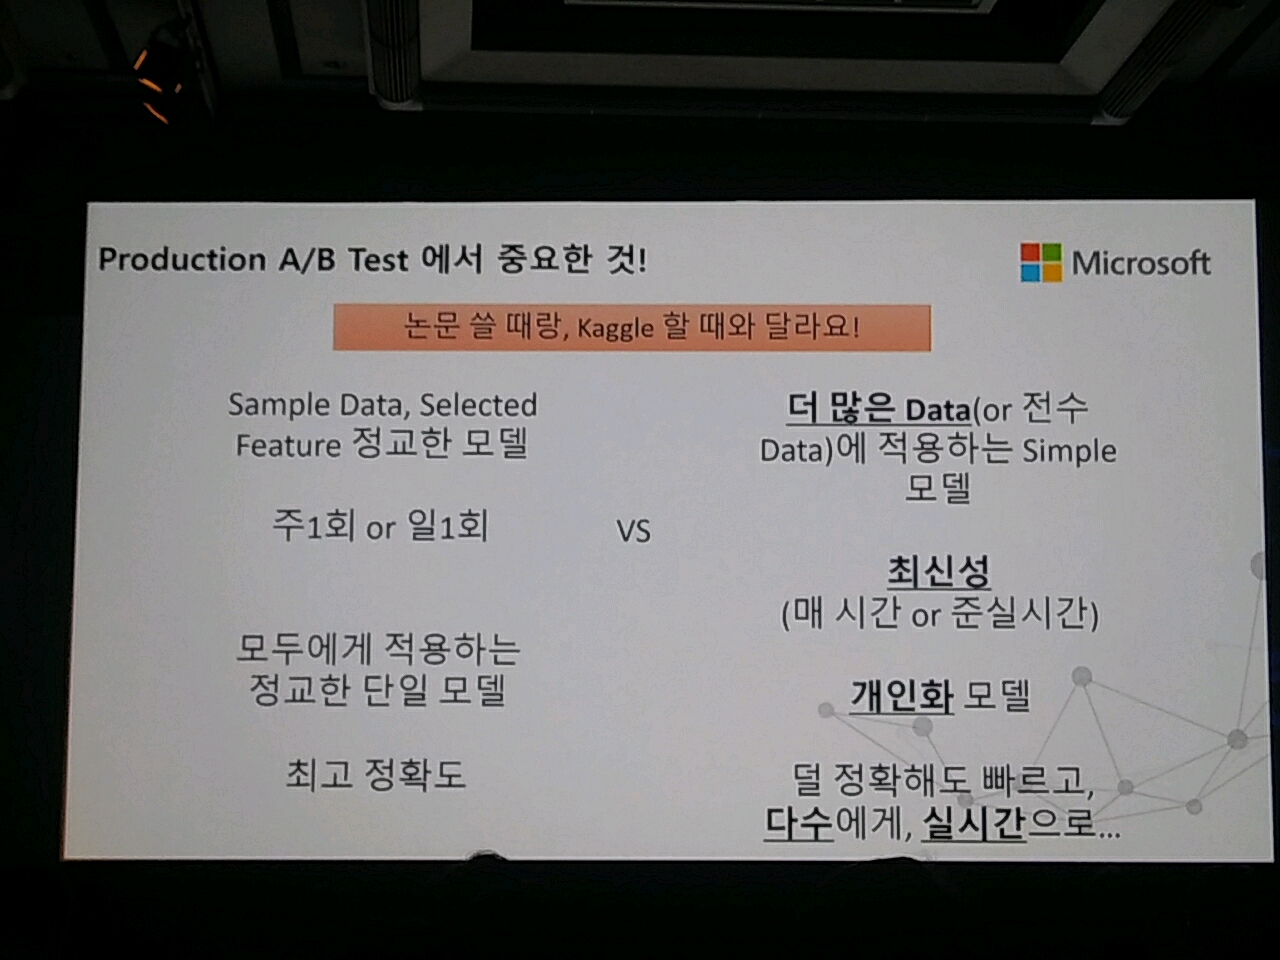 Production A/B Test 에서 중요한 것!
Microsoft
논문 쓸 때랑, Kaggle 할 때와 달라요!
Sample Data, Selected
Feature 정교한 모델
주1회 or 일1회
모두에게 적용하는
정교한 단일 모델
최고 정확도
VS
더 많은 Data(or 전수
Data)에 적용하는 Simple
모델
최신성
(매 시간 or 준실시간)
개인화 모델
덜 정확해도 빠르고,
다수에게, 실시간으로...